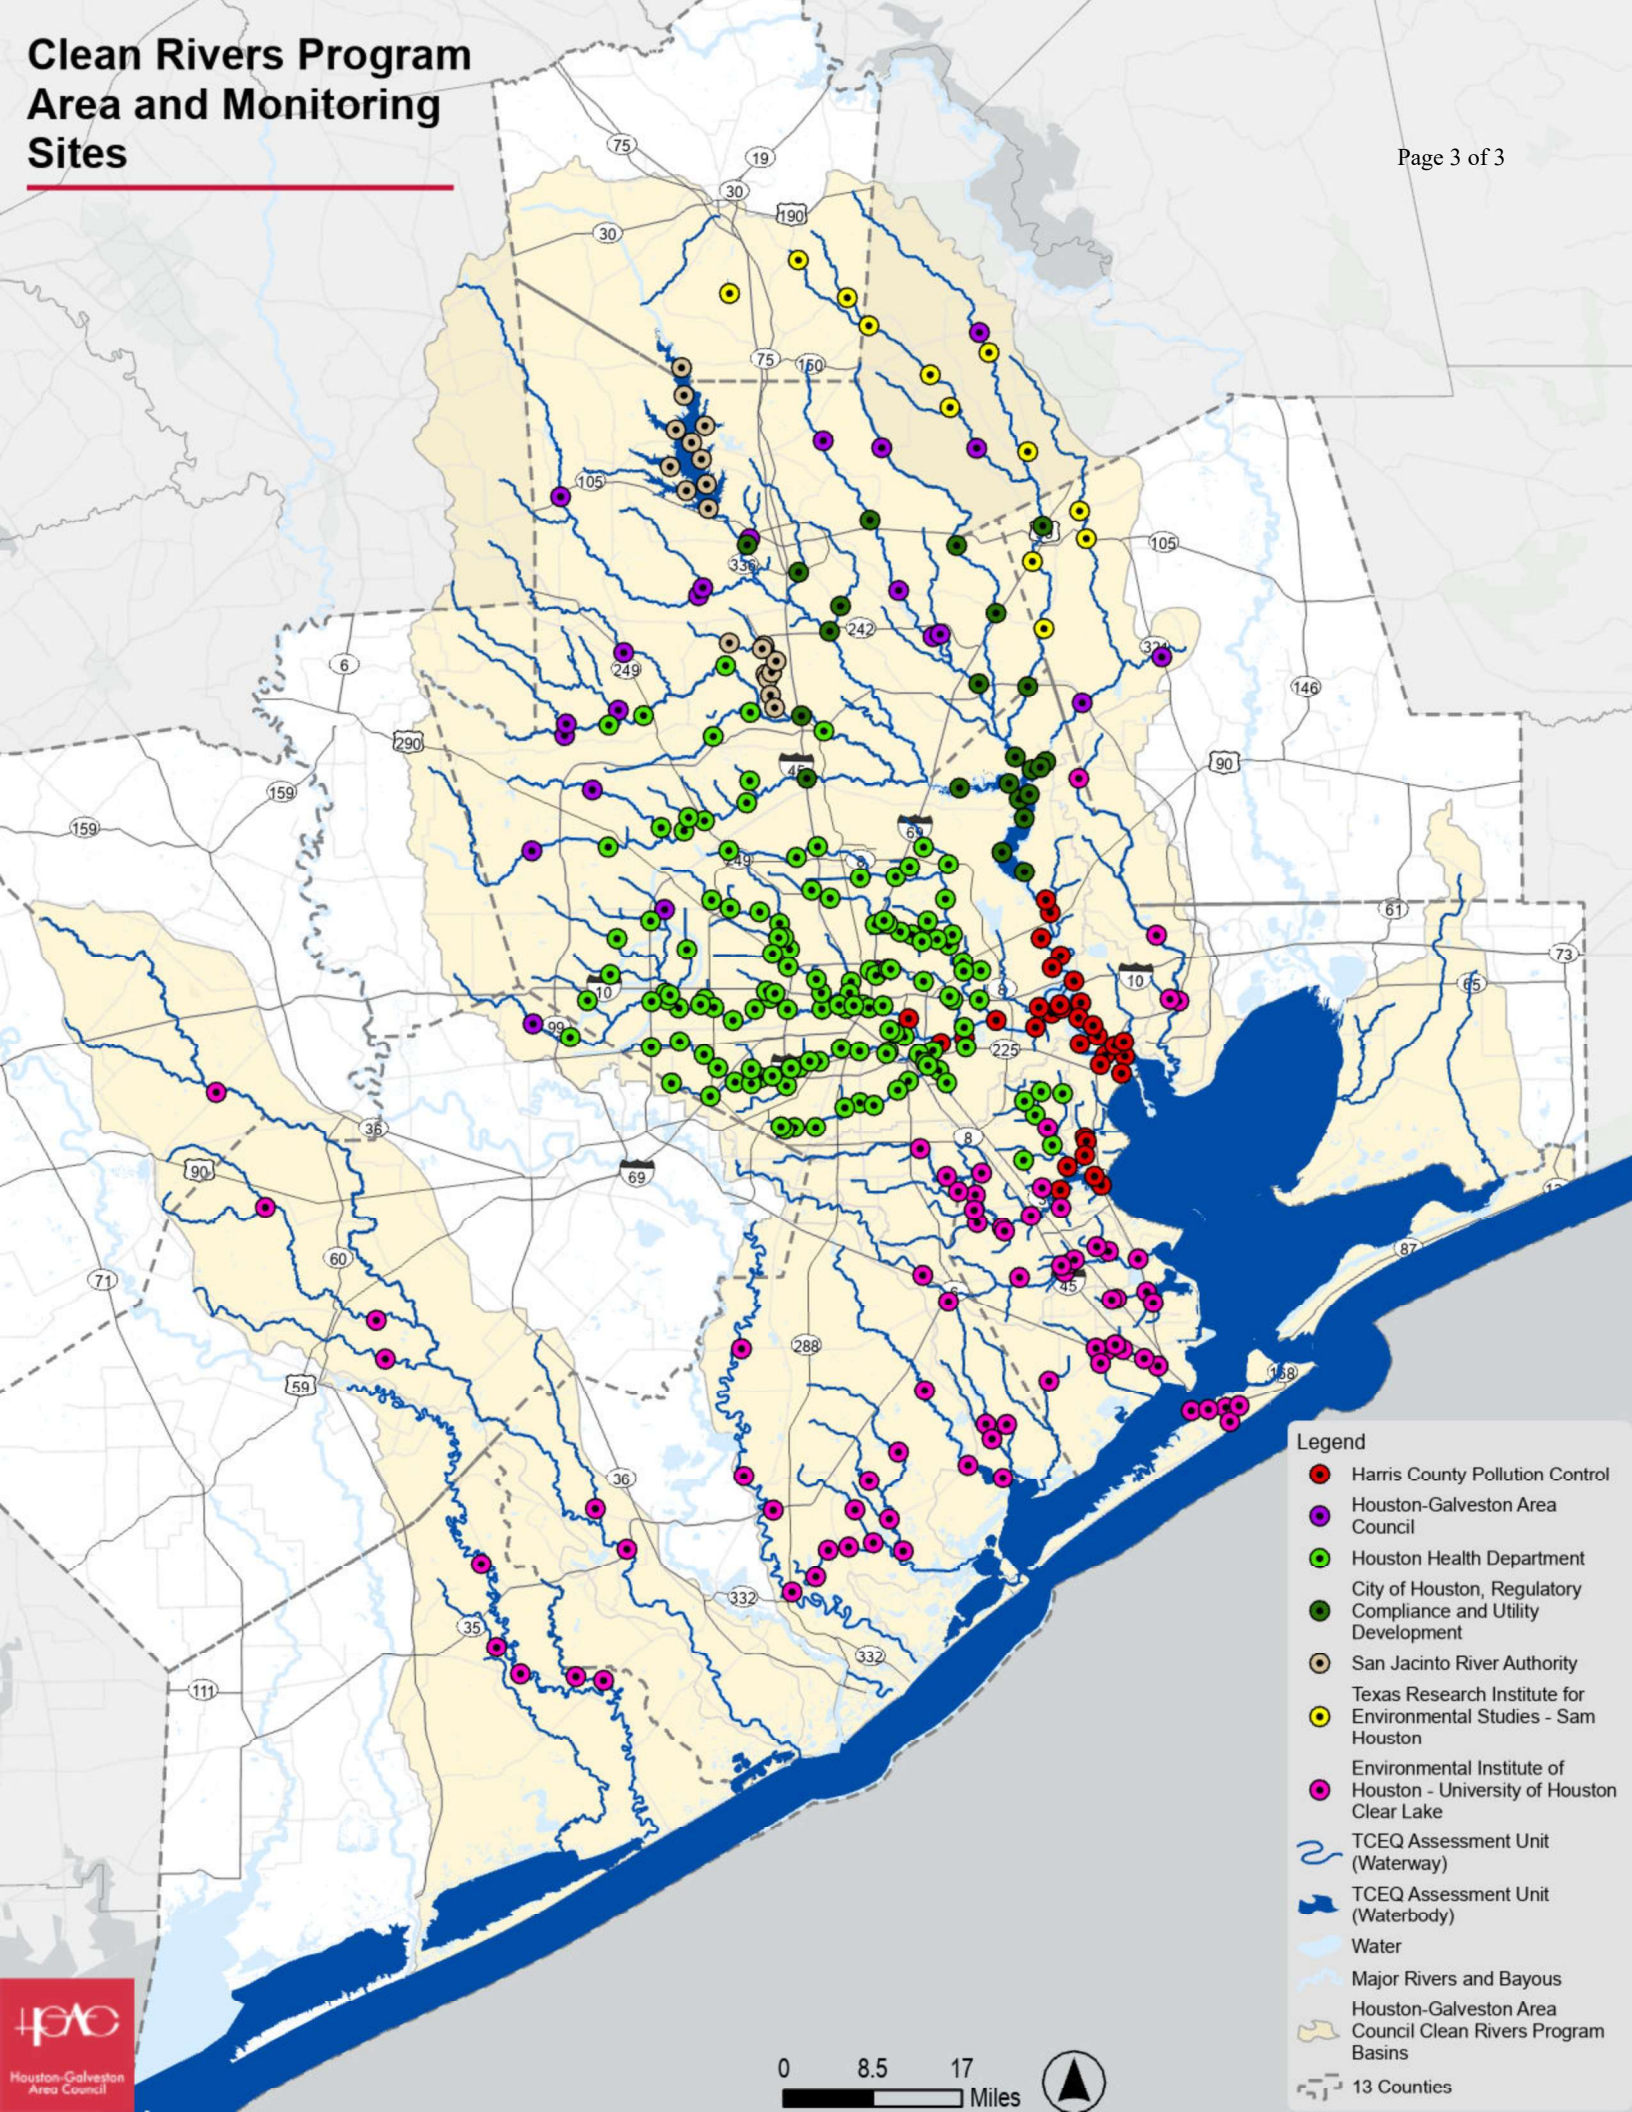 Clean Rivers Program
Area and Monitoring
Sites
Page 3 of 3
75
19
30
190
30
75
150
105
105
336
242
321
249
6
146
290
45
90
159
159
69
249
8
61
73
10
10
65
8
99
225
36
8
90
69
87
60
71
45
6
288
168
59
36
332
35
332
111
Legend
Harris County Pollution Control
Houston-Galveston Area
Council
Houston Health Department
City of Houston, Regulatory
Compliance and Utility
Development
San Jacinto River Authority
Texas Research Institute for
Environmental Studies - Sam
Houston
Environmental Institute of
Houston - University of Houston
Clear Lake
TCEQ Assessment Unit
(Waterway)
TCEQ Assessment Unit
(Waterbody)
Water
Major Rivers and Bayous
Houston-Galveston Area
Council Clean Rivers Program
Basins
13 Counties
0 8.5 17
Miles
Houston-Galveston
Area Council